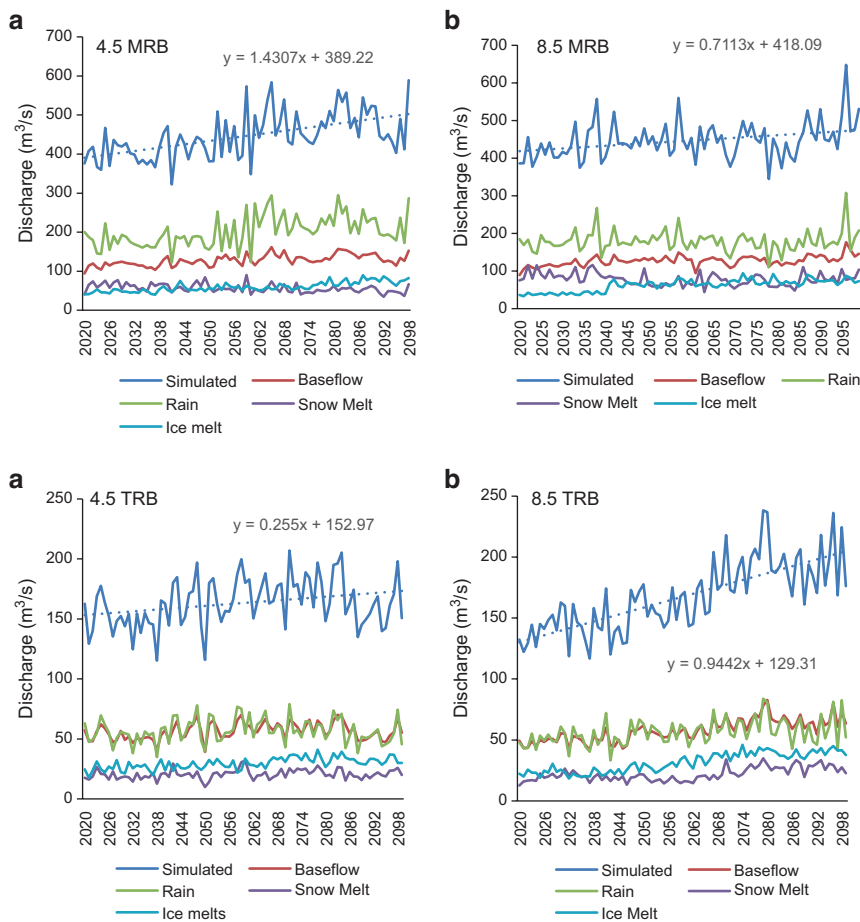 a
4.5 MRB
y = 1.4307x + 389.22
Discharge (m³/s)
700
600
500
400
300
200
100
0
2020
2026
2032
2038
2044
2050
2056
2062
2068
2074
2080
2086
2092
2098
Simulated
Baseflow
Rain
Snow Melt
Ice melt
b
8.5 MRB
y = 0.7113x + 418.09
Discharge (m³/s)
700
600
500
400
300
200
100
0
2020
2025
2030
2035
2040
2045
2050
2055
2060
2065
2070
2075
2080
2085
2090
2095
Simulated
Baseflow
Rain
Snow Melt
Ice melt
a
4.5 TRB
y = 0.255x + 152.97
Discharge (m³/s)
250
200
150
100
50
0
2020
2026
2032
2038
2044
2050
2056
2062
2068
2074
2080
2086
2092
2098
Simulated
Baseflow
Rain
Snow Melt
Ice melts
b
8.5 TRB
y = 0.9442x + 129.31
Discharge (m³/s)
250
200
150
100
50
0
2020
2026
2032
2038
2044
2050
2056
2062
2068
2074
2080
2086
2092
2098
Simulated
Baseflow
Rain
Snow Melt
Ice Melt